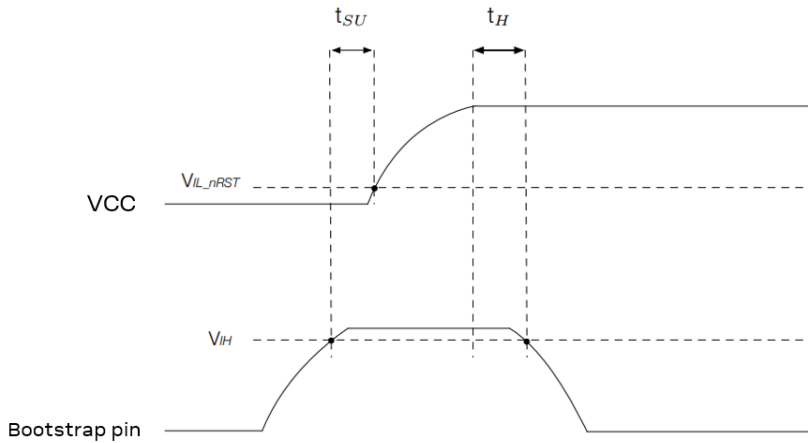 tSU
tH
VIL_nRST
VCC
VIH
Bootstrap pin